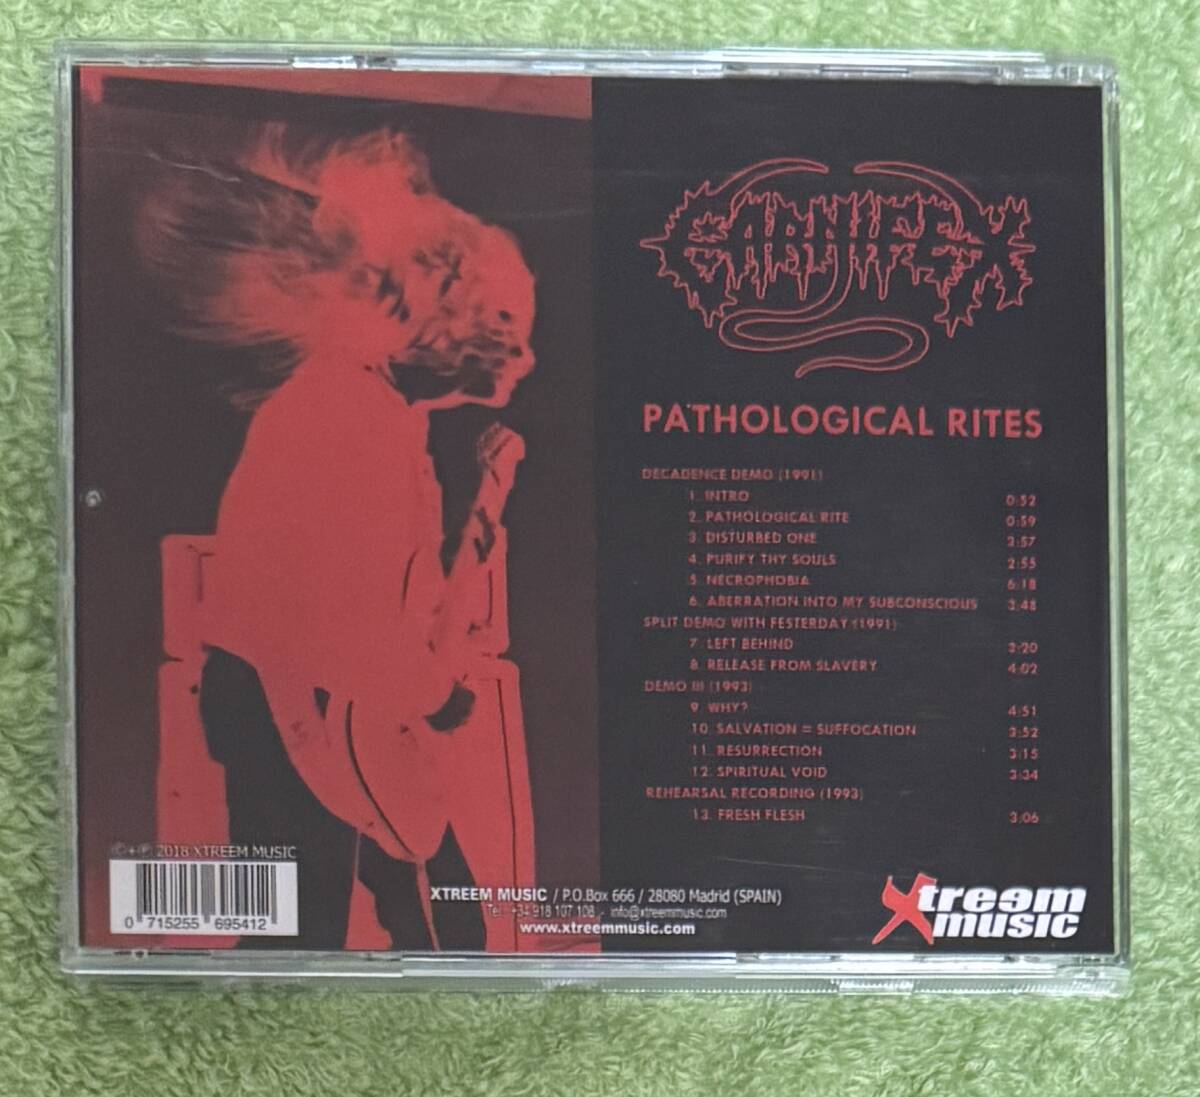 CARNIFEX
PATHOLOGICAL RITES
DECADENCE DEMO (1991)
1. INTRO 0:52
2. PATHOLOGICAL RITE 0:59
3. DISTURBED ONE 3:57
4. PURIFY THY SOULS 2:55
5. NECROPHOBIA 6:18
6. ABERRATION INTO MY SUBCONSCIOUS 3:48
SPLIT DEMO WITH FESTERDAY (1991)
7. LEFT BEHIND 3:20
8. RELEASE FROM SLAVERY 4:02
DEMO III (1993)
9. WHY? 4:51
10. SALVATION = SUFFOCATION 3:52
11. RESURRECTION 3:15
12. SPIRITUAL VOID 3:34
REHEARSAL RECORDING (1993)
13. FRESH FLESH 3:06
©+℗ 2018 XTREEM MUSIC
0 715255 695412
XTREEM MUSIC / P.O.Box 666 / 28080 Madrid (SPAIN)
Tel: +34 918 107 108 - info@xtreemmusic.com
www.xtreemmusic.com
Xtreem
music